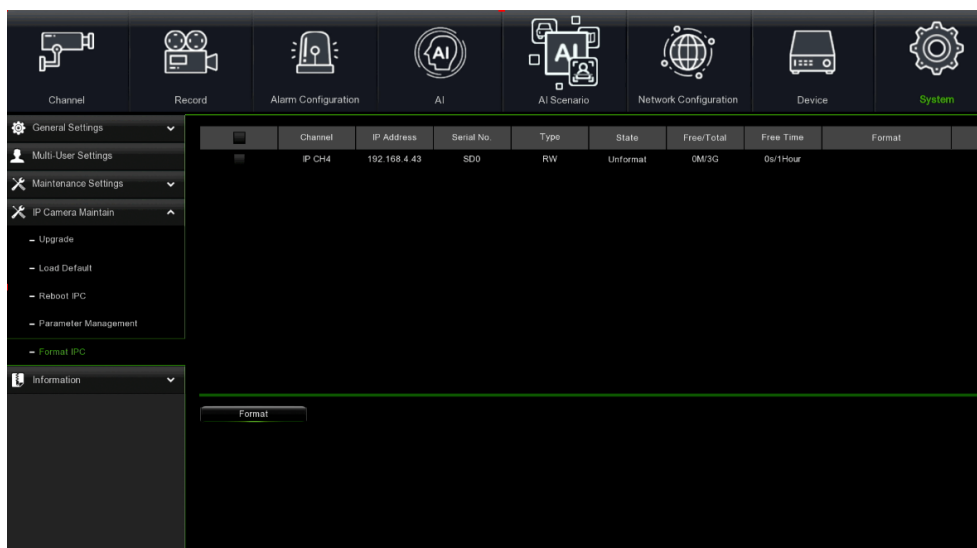 AI
AI
Channel Record Alarm Configuration AI AI Scenario Network Configuration Device System
General Settings
Multi-User Settings
Maintenance Settings
IP Camera Maintain
Upgrade
Load Default
Reboot IPC
Parameter Management
Format IPC
Information
Channel IP Address Serial No. Type State Free/Total Free Time Format
IP CH4 192.168.4.43 SD0 RW Unformat 0M/3G 0s/1Hour
Format